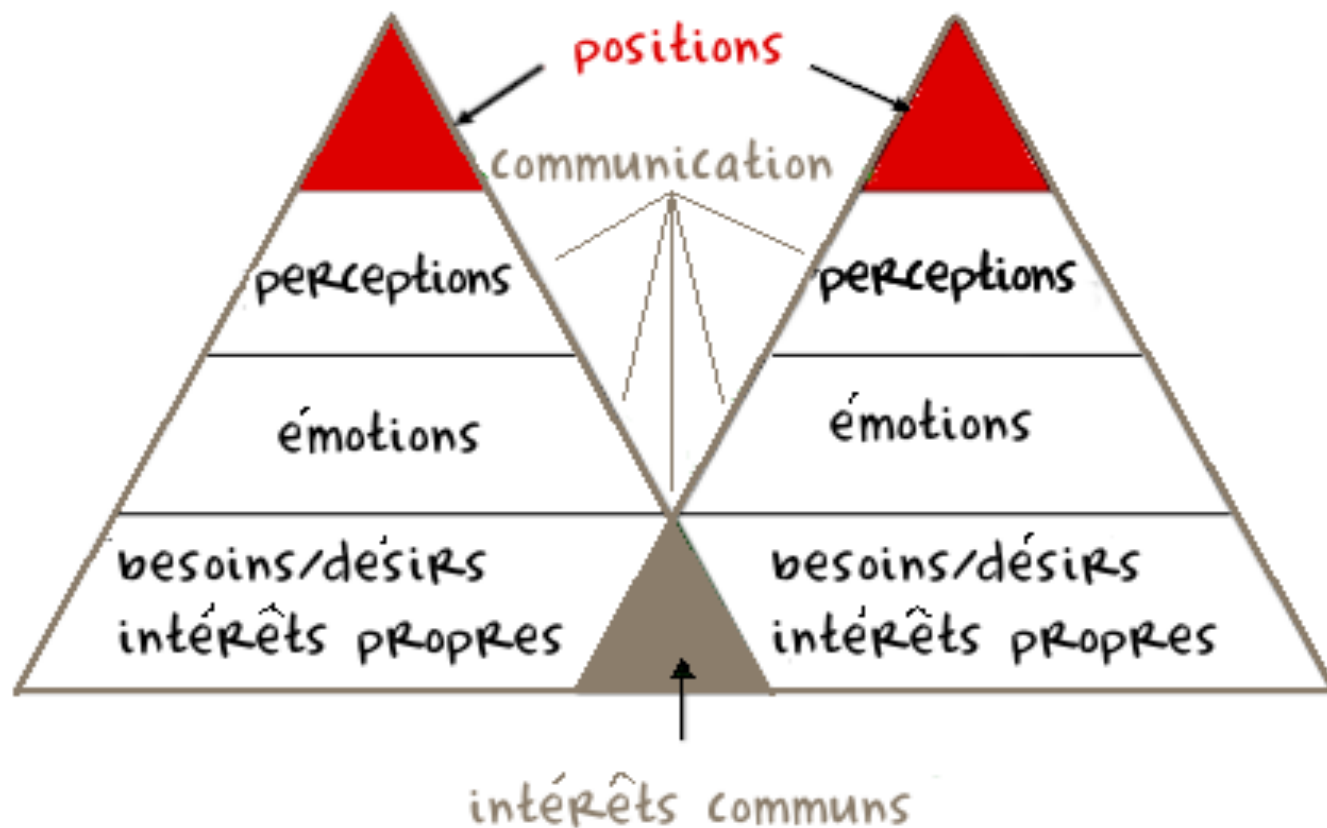 positions
communication
perceptions
perceptions
émotions
émotions
besoins/désirs
intérêts propres
besoins/désirs
intérêts propres
intérêts communs